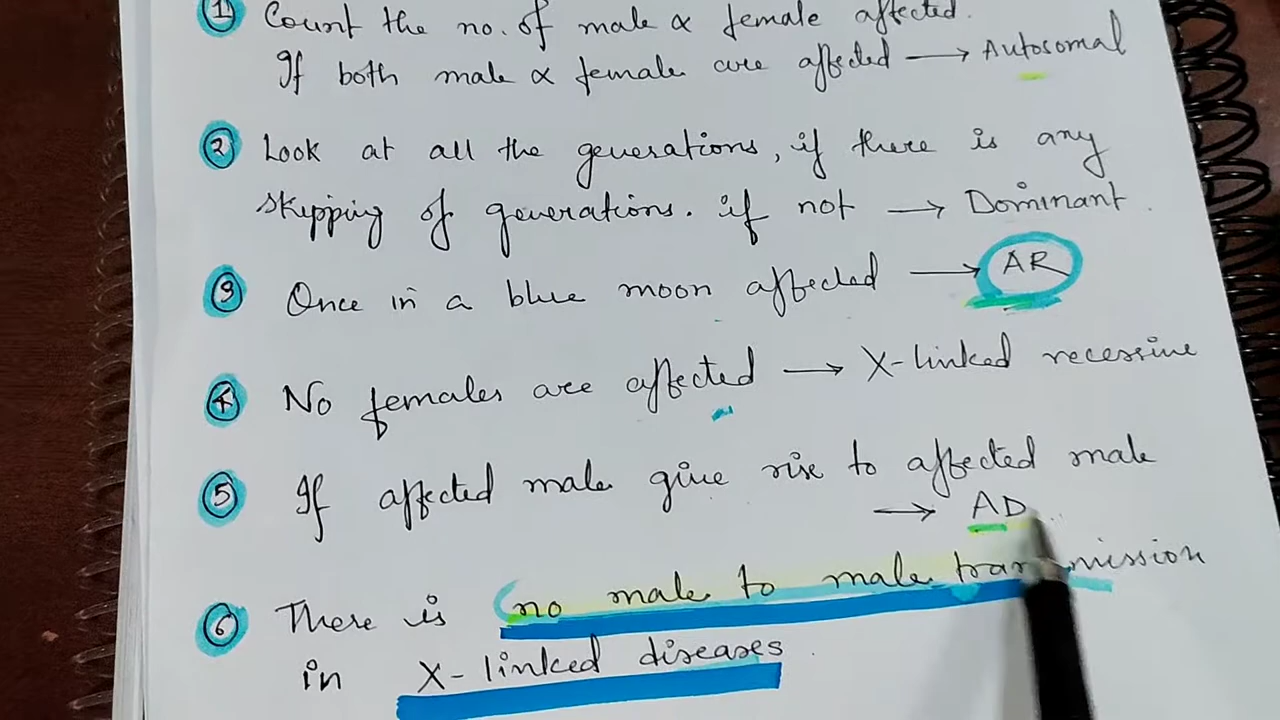 ① Count the no. of male & female affected.
If both male & female are affected → Autosomal
② Look at all the generations, if there is any
skipping of generations. if not → Dominant.
③ Once in a blue moon affected → AR
④ No females are affected → X-linked recessive
⑤ If affected male give rise to affected male
→ AD
⑥ There is no male to male transmission
in X-linked diseases.